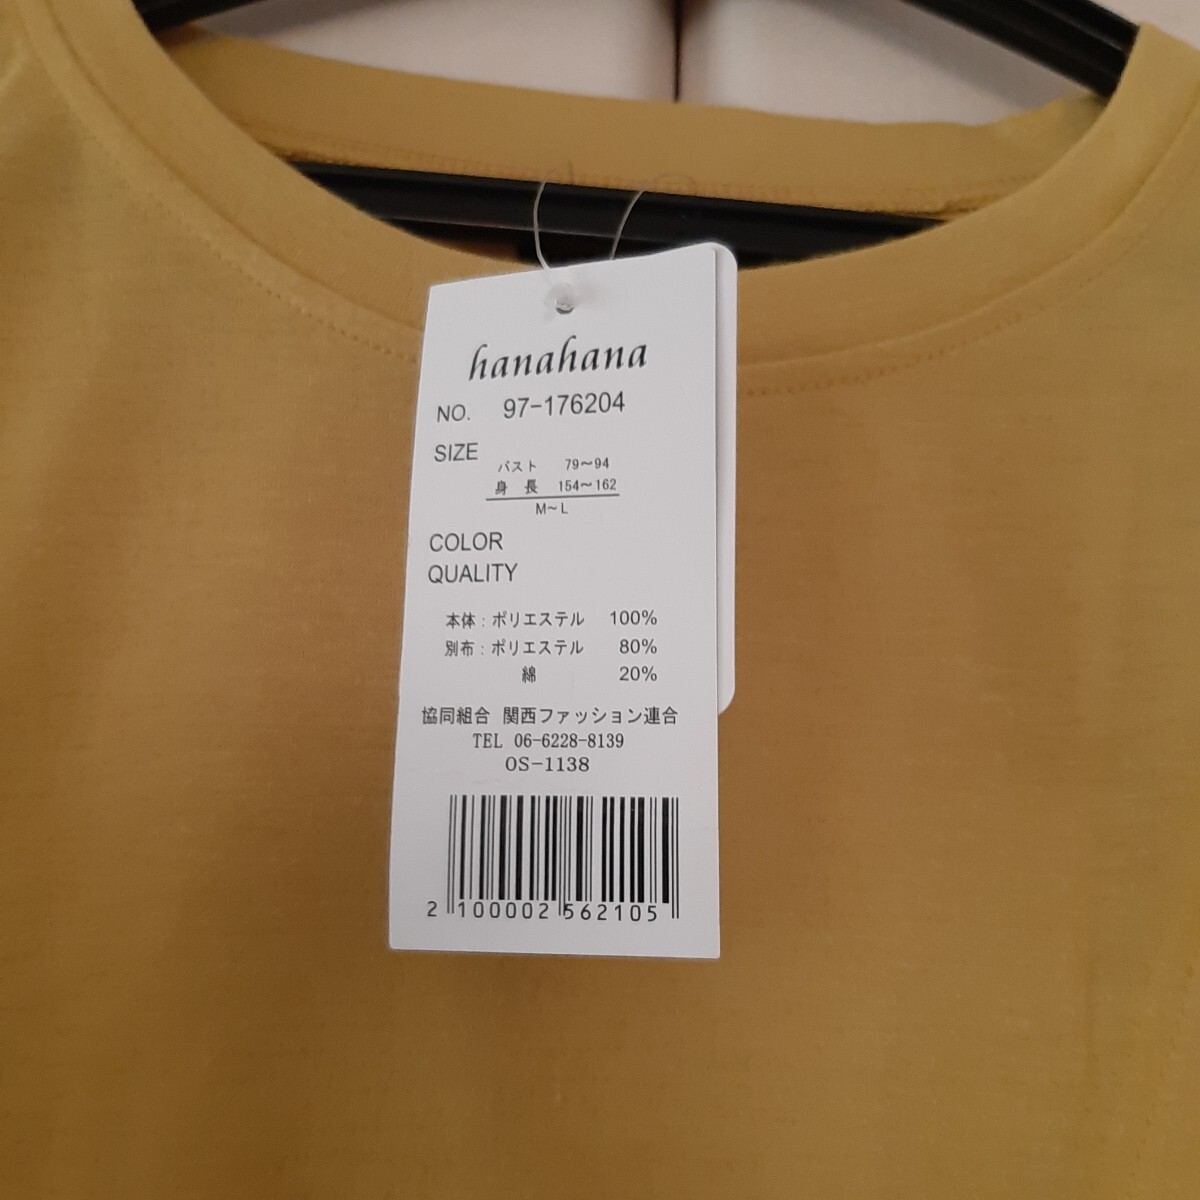 hanahana
NO. 97-176204
SIZE
バスト 79～94
身 長 154～162
M～L
COLOR
QUALITY
本体：ポリエステル 100%
別布：ポリエステル 80%
綿 20%
協同組合 関西ファッション連合
TEL 06-6228-8139
OS-1138
2 100002 562105